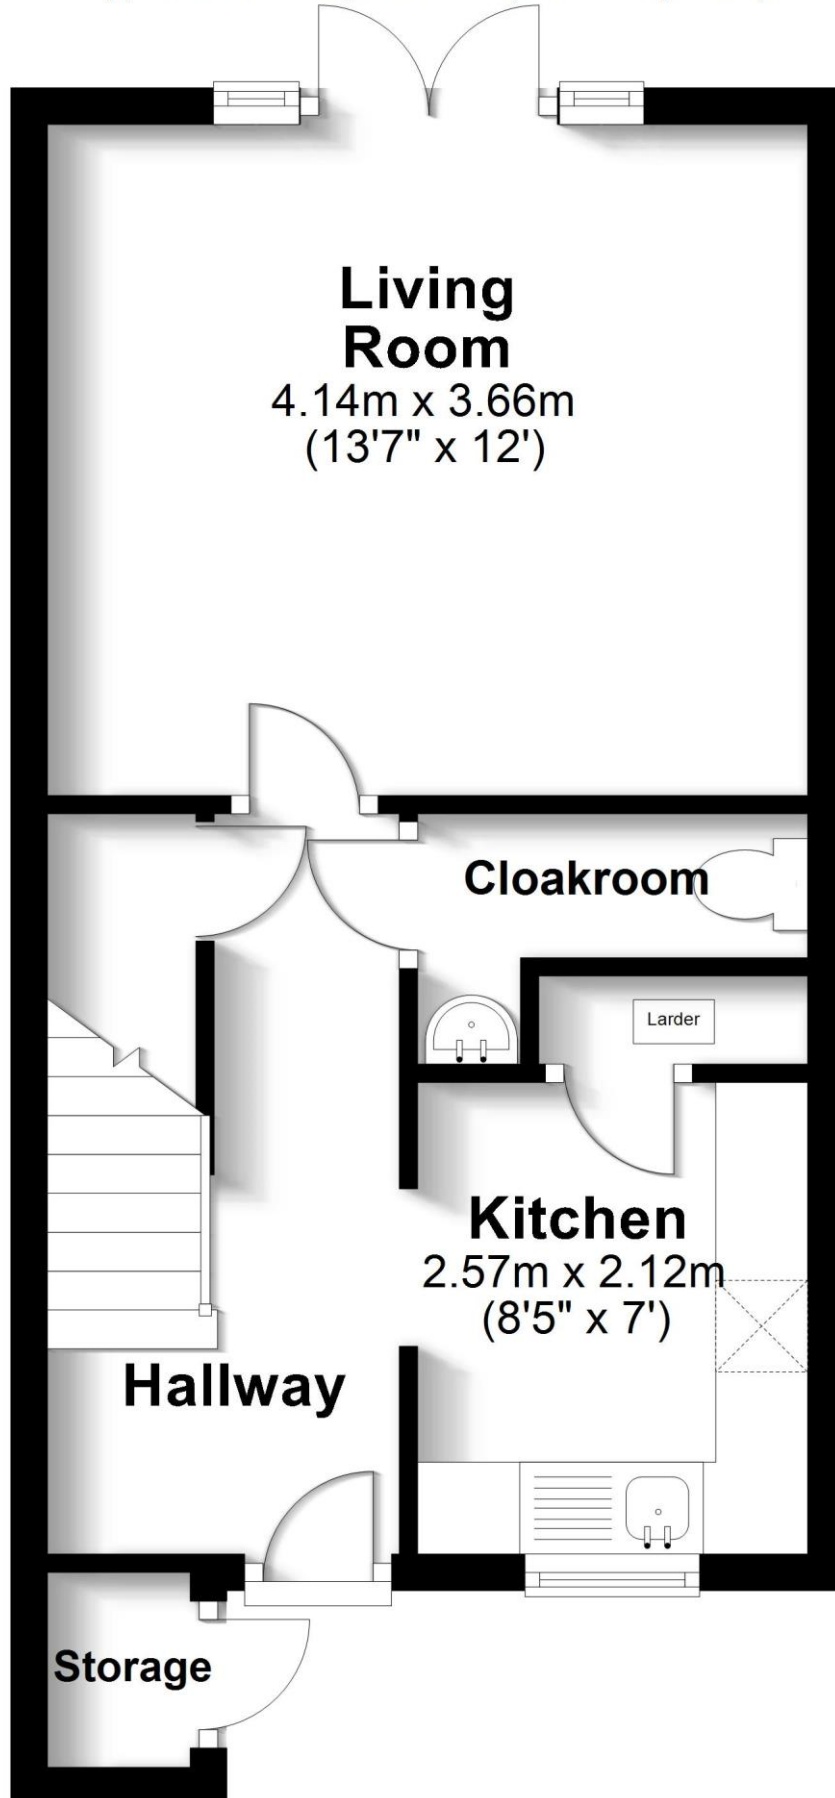 Living
Room
4.14m x 3.66m
(13'7" x 12')
Cloakroom
Larder
Kitchen
2.57m x 2.12m
(8'5" x 7')
Hallway
Storage